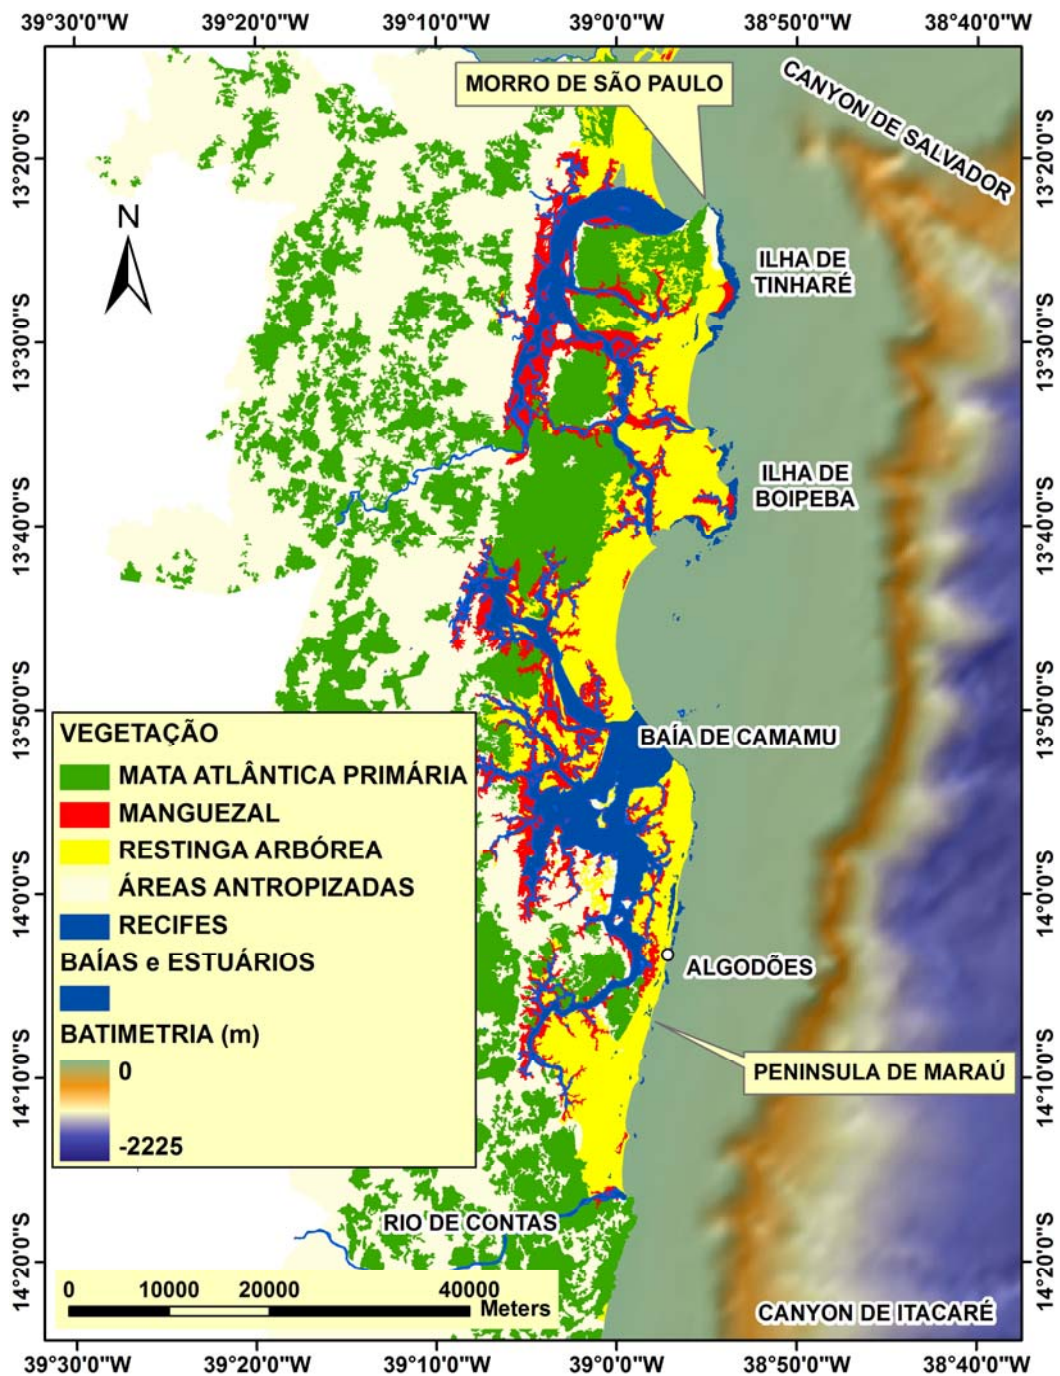 39°30'0"W 39°20'0"W 39°10'0"W 39°0'0"W 38°50'0"W 38°40'0"W
MORRO DE SÃO PAULO
CANYON DE SALVADOR
13°20'0"S
13°20'0"S
N
ILHA DE
TINHARÉ
13°30'0"S
13°30'0"S
ILHA DE
BOIPEBA
13°40'0"S
13°40'0"S
13°50'0"S
13°50'0"S
BAÍA DE CAMAMU
VEGETAÇÃO
MATA ATLÂNTICA PRIMÁRIA
MANGUEZAL
RESTINGA ARBÓREA
ÁREAS ANTROPIZADAS
RECIFES
BAÍAS e ESTUÁRIOS
BATIMETRIA (m)
0
-2225
14°0'0"S
14°0'0"S
ALGODÕES
PENINSULA DE MARAÚ
14°10'0"S
14°10'0"S
RIO DE CONTAS
14°20'0"S
14°20'0"S
0 10000 20000 40000
Meters
CANYON DE ITACARÉ
39°30'0"W 39°20'0"W 39°10'0"W 39°0'0"W 38°50'0"W 38°40'0"W